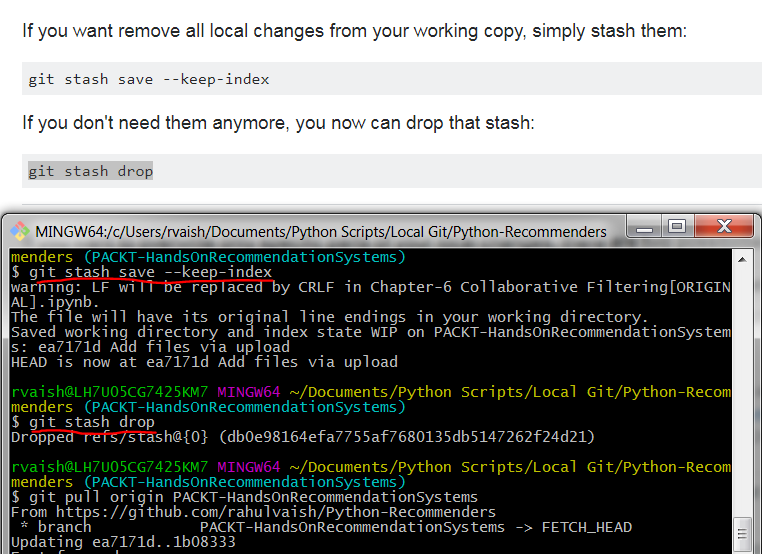 If you want remove all local changes from your working copy, simply stash them:
git stash save --keep-index
If you don't need them anymore, you now can drop that stash:
git stash drop
MINGW64:/c/Users/rvaish/Documents/Python Scripts/Local Git/Python-Recommenders
menders (PACKT-HandsOnRecommendationSystems)
$ git stash save --keep-index
warning: LF will be replaced by CRLF in Chapter-6 Collaborative Filtering[ORIGIN
AL].ipynb.
The file will have its original line endings in your working directory.
Saved working directory and index state WIP on PACKT-HandsOnRecommendationSystem
s: ea7171d Add files via upload
HEAD is now at ea7171d Add files via upload
rvaish@LH7U05CG7425KM7 MINGW64 ~/Documents/Python Scripts/Local Git/Python-Recom
menders (PACKT-HandsOnRecommendationSystems)
$ git stash drop
Dropped refs/stash@{0} (db0e98164efa7755af7680135db5147262f24d21)
rvaish@LH7U05CG7425KM7 MINGW64 ~/Documents/Python Scripts/Local Git/Python-Recom
menders (PACKT-HandsOnRecommendationSystems)
$ git pull origin PACKT-HandsOnRecommendationSystems
From https://github.com/rahulvaish/Python-Recommenders
 * branch            PACKT-HandsOnRecommendationSystems -> FETCH_HEAD
Updating ea7171d..1b08333